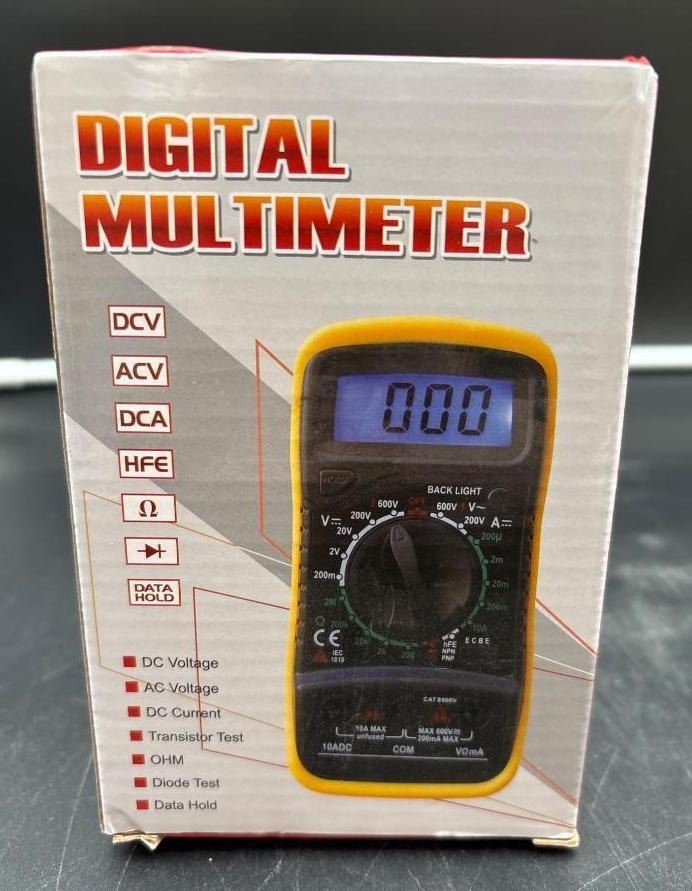 DIGITAL
MULTIMETER
DCV
ACV
DCA
HFE
Ω
DATA
HOLD
DC Voltage
AC Voltage
DC Current
Transistor Test
OHM
Diode Test
Data Hold
000
HOLD
BACK LIGHT
OFF
600V
600V V~
V⎓ 200V
200V A⎓
20V
200µ
2V
2m
200m
20m
2M
200m
Ω 200k
10A
20k
2k
200
hFE
NPN
PNP
E C B E
CE
IEC
1010
CAT II 600V
10A MAX
unfused
MAX 600V
200mA MAX
10ADC
COM
VΩmA